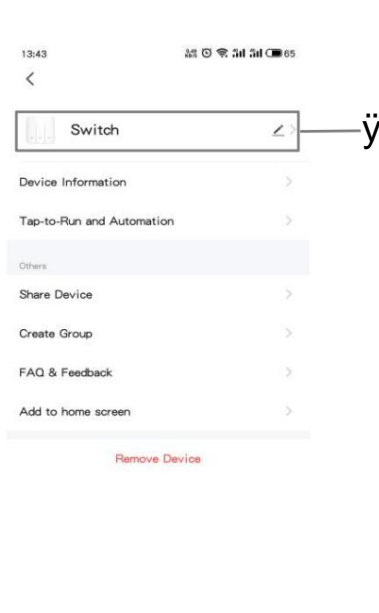 13:43 65
Switch
ÿ
Device Information
Tap-to-Run and Automation
Others
Share Device
Create Group
FAQ & Feedback
Add to home screen
Remove Device